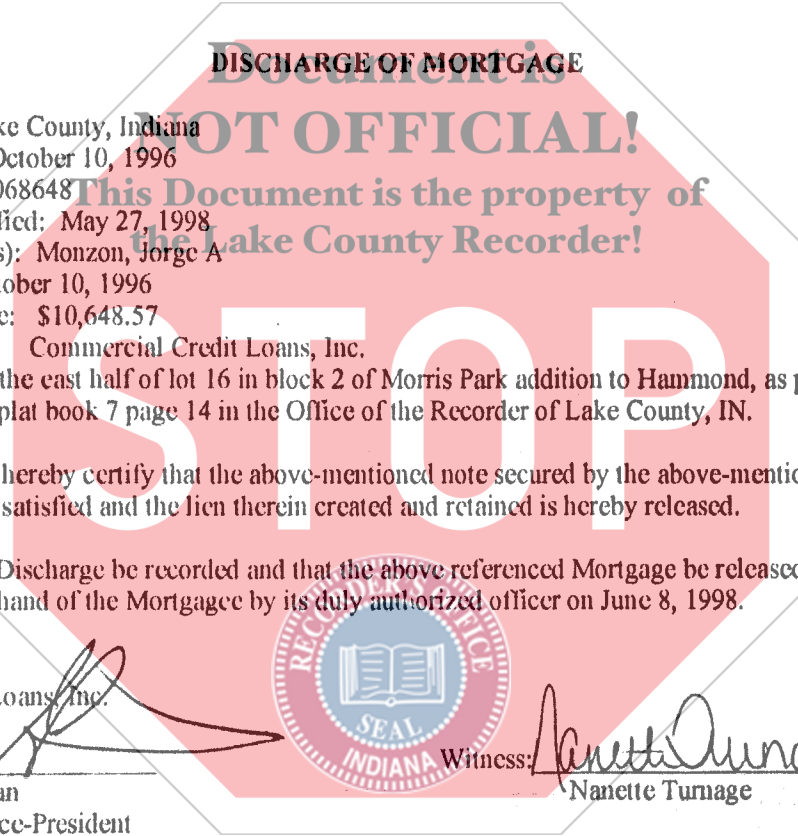 DISCHARGE OF MORTGAGE
Document is
NOT OFFICIAL!
This Document is the property of
the Lake County Recorder!
ke County, Indiana
October 10, 1996
068648
fied: May 27, 1998
s): Monzon, Jorge A
ober 10, 1996
e: $10,648.57
Commercial Credit Loans, Inc.
the east half of lot 16 in block 2 of Morris Park addition to Hammond, as p
plat book 7 page 14 in the Office of the Recorder of Lake County, IN.
hereby certify that the above-mentioned note secured by the above-mentio
satisfied and the lien therein created and retained is hereby released.
Discharge be recorded and that the above referenced Mortgage be released
hand of the Mortgagee by its duly authorized officer on June 8, 1998.
STOP
RECORDER'S OFFICE
SEAL
INDIANA
Loans, Inc.
Witness: Nanette Turna
an
Nanette Turnage
ce-President